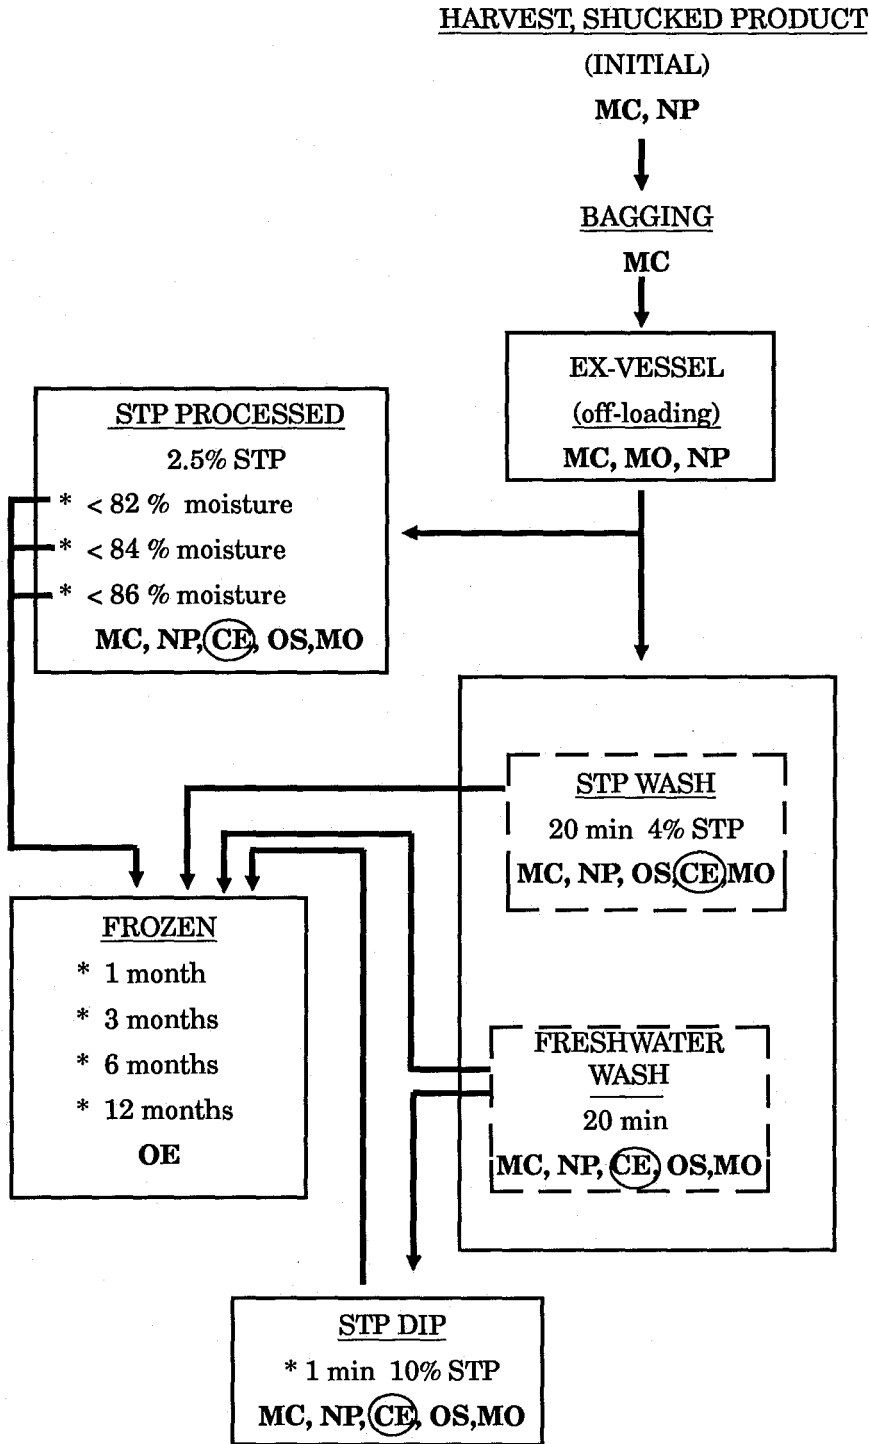 HARVEST, SHUCKED PRODUCT
(INITIAL)
MC, NP
BAGGING
MC
EX-VESSEL
(off-loading)
MC, MO, NP
STP PROCESSED
2.5% STP
* < 82 % moisture
* < 84 % moisture
* < 86 % moisture
MC, NP, CE, OS,MO
STP WASH
20 min 4% STP
MC, NP, OS,CE,MO
FROZEN
* 1 month
* 3 months
* 6 months
* 12 months
OE
FRESHWATER
WASH
20 min
MC, NP, CE, OS,MO
STP DIP
* 1 min 10% STP
MC, NP, CE, OS,MO